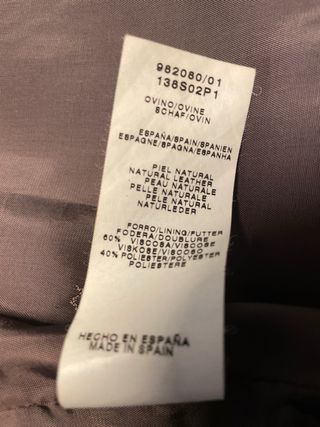 982080/01
138S02P1
OVINO/OVINE
SCHAF/OVIN
ESPAÑA/SPAIN/SPANIEN
ESPAGNE/SPAGNA/ESPANHA
PIEL NATURAL
NATURAL LEATHER
PEAU NATURALE
PELLE NATURALE
PELE NATURAL
NATURLEDER
FORRO/LINING/FUTTER
FODERA/DOUBLURE
60% VISCOSA/VISCOSE
VISKOSE/VISCOSO
40% POLIESTER/POLYESTER
POLIESTERE
HECHO EN ESPAÑA
MADE IN SPAIN